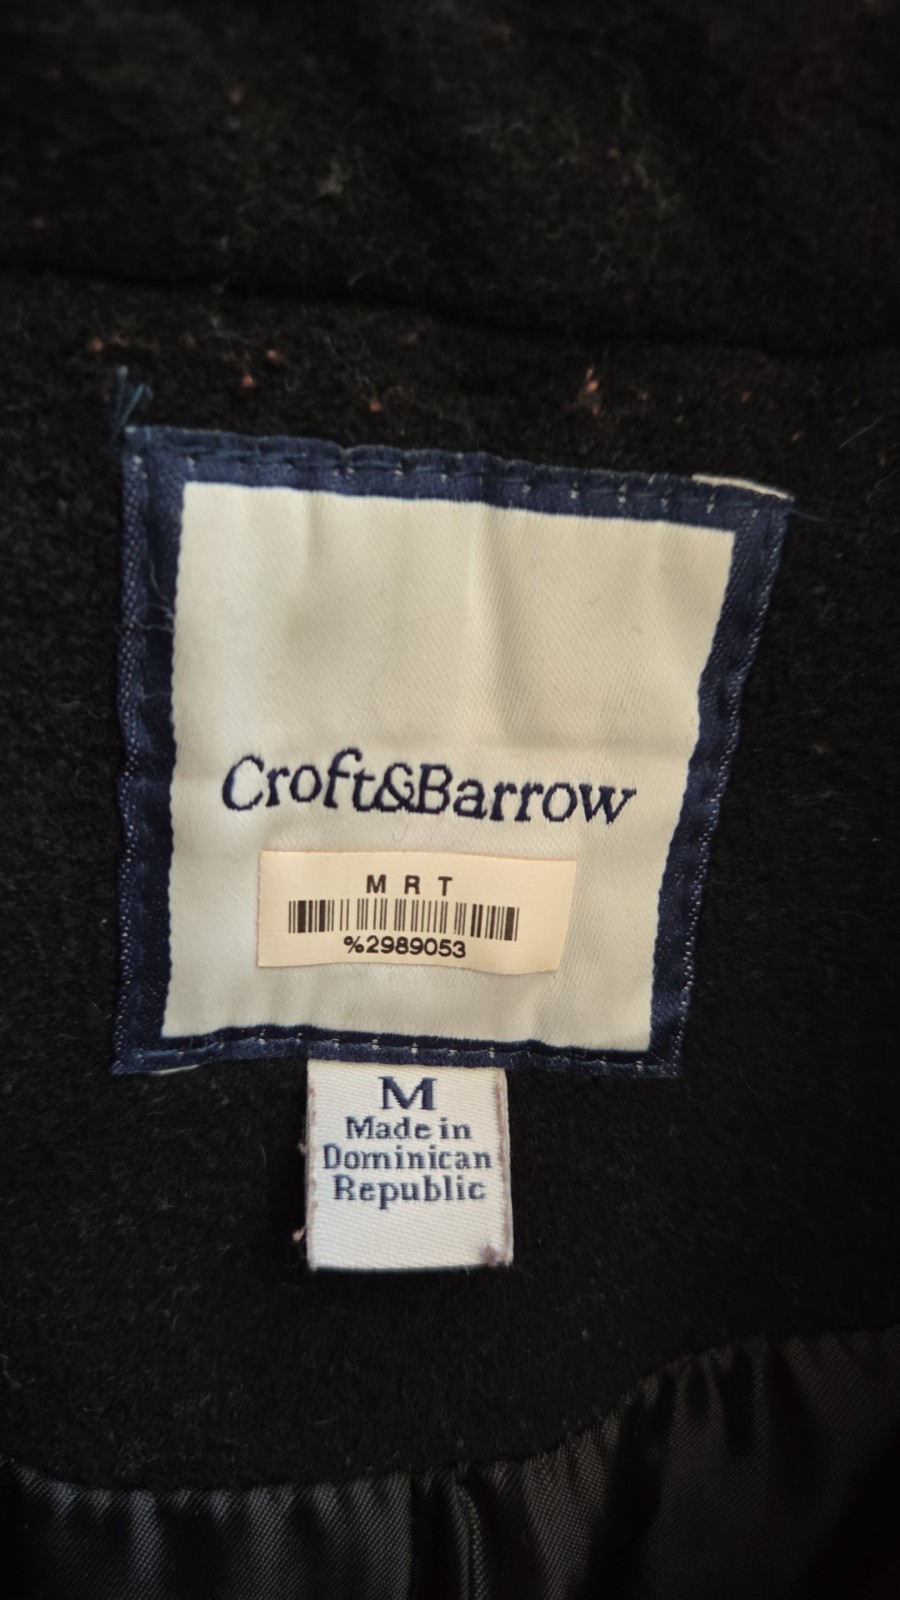 Croft&Barrow
M R T
%2989053
M
Made in
Dominican
Republic